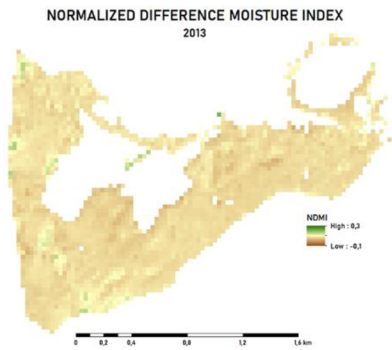 NORMALIZED DIFFERENCE MOISTURE INDEX
2013
NDMI
High : 0,3
Low : -0,1
0 0,2 0,4 0,8 1,2 1,6 km